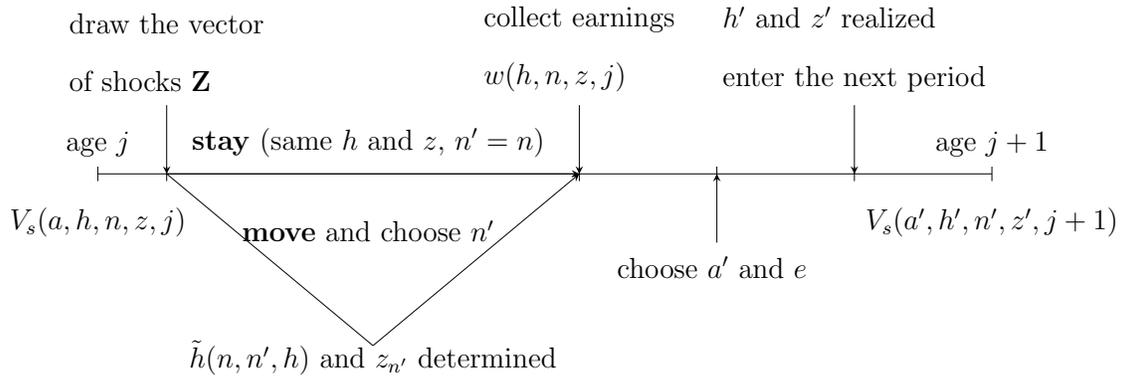 draw the vector
of shocks Z
collect earnings
w(h, n, z, j)
h′ and z′ realized
enter the next period
age j
stay (same h and z, n′ = n)
age j + 1
V_s(a, h, n, z, j)
move and choose n′
V_s(a′, h′, n′, z′, j + 1)
choose a′ and e
h̃(n, n′, h) and z_{n′} determined